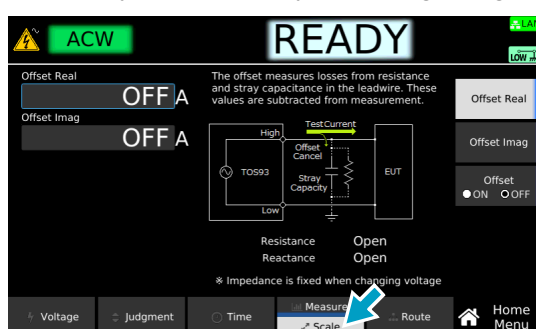 ACW
READY
LAN
LOW
Offset Real
OFF A
Offset Imag
OFF A
The offset measures losses from resistance
and stray capacitance in the leadwire. These
values are subtracted from measurement.
TestCurrent
High
Offset
Cancel
TOS93
Stray
Capacity
EUT
Low
Resistance Open
Reactance Open
※ Impedance is fixed when changing voltage
Offset Real
Offset Imag
Offset
ON OFF
Voltage
Judgment
Time
Measure
Scale
Route
Home
Menu